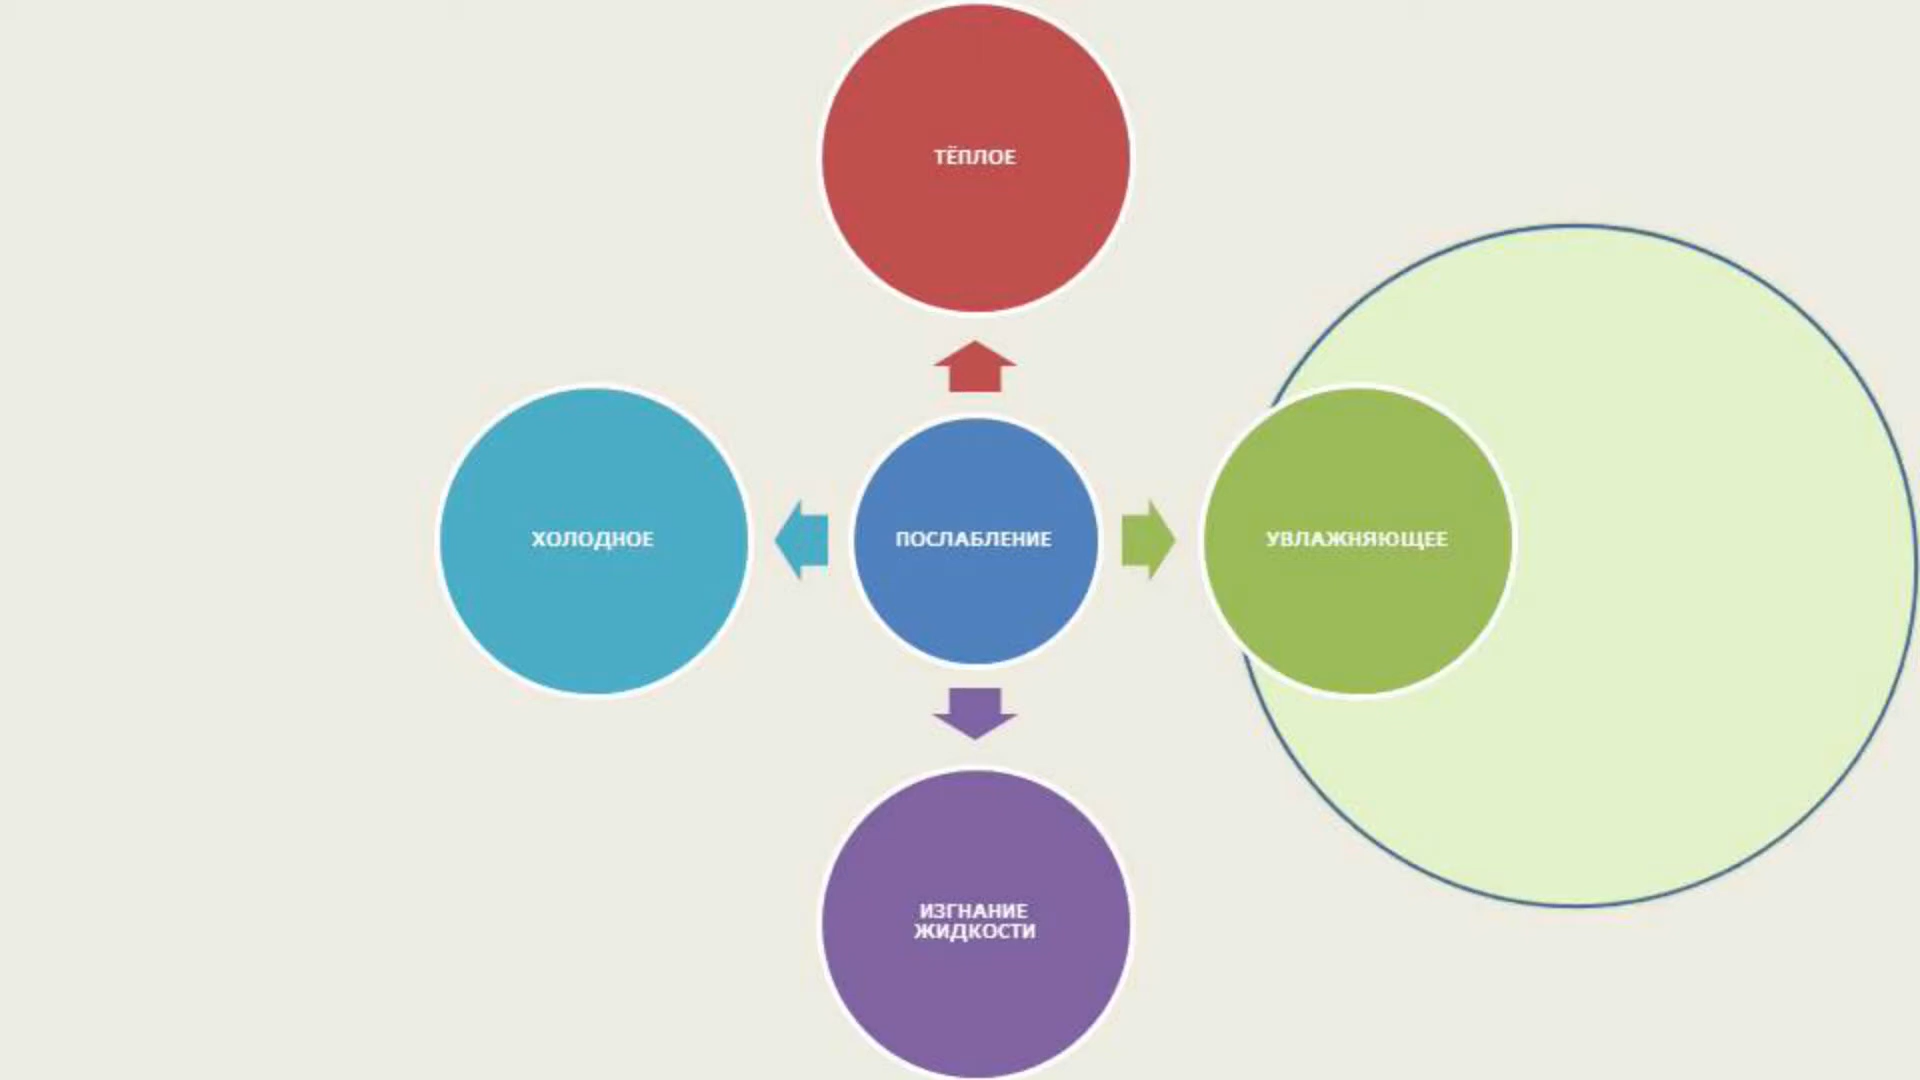 ТЁПЛОЕ
ХОЛОДНОЕ
ПОСЛАБЛЕНИЕ
УВЛАЖНЯЮЩЕЕ
ИЗГНАНИЕ
ЖИДКОСТИ